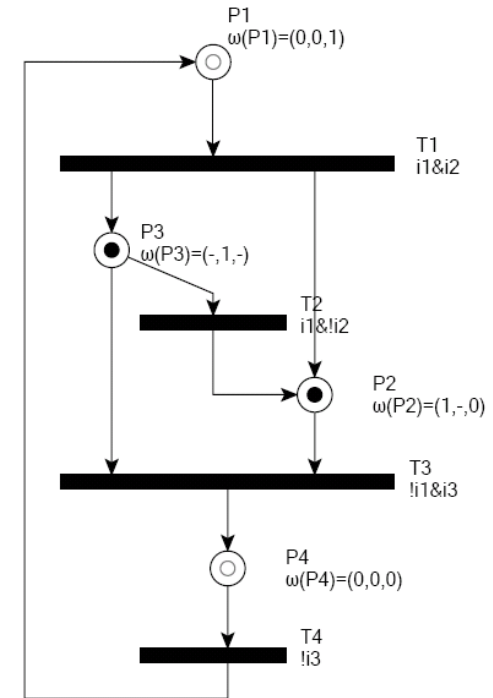 P1
ω(P1)=(0,0,1)
T1
i1&i2
P3
ω(P3)=(-,1,-)
T2
i1&!i2
P2
ω(P2)=(1,-,0)
T3
!i1&i3
P4
ω(P4)=(0,0,0)
T4
!i3